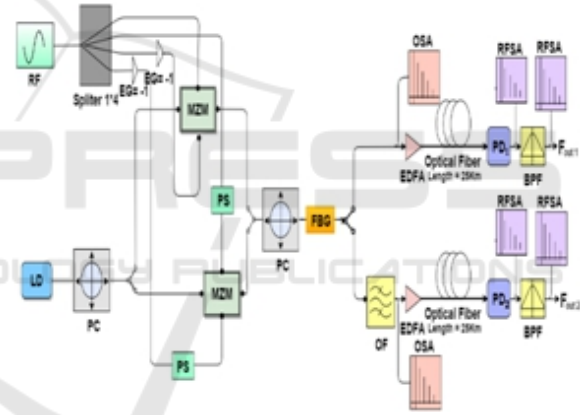 RF
Spliter 1*4
EG= -1
EG= -1
MZM
PS
LD
PC
MZM
PS
PC
FBG
OSA
RFSA
RFSA
EDFA
Optical Fiber
Length = 25Km
PD1
BPF
Fout 1
RFSA
RFSA
OF
EDFA
Optical Fiber
Length = 25Km
PD2
BPF
Fout 2
OSA
PRESS
PUBLICATIONS